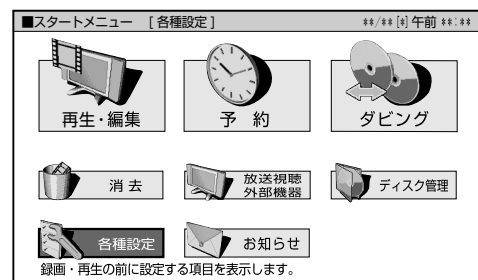 ■スタートメニュー [各種設定] **/**[*]午前 **:**
再生・編集
予 約
ダビング
消 去
放送視聴
外部機器
ディスク管理
各種設定
お知らせ
録画・再生の前に設定する項目を表示します。